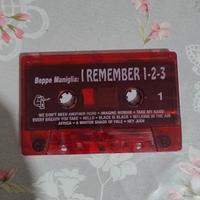 Beppe Maniglia: I REMEMBER 1-2-3
1
WE DON'T NEED ANOTHER HERO • IMAGINE WOMAN • TAKE MY HAND
EVERY BREATH YOU TAKE • HELLO • BLACK IS BLACK • WALKING IN THE AIR
AFRICA • A WHITER SHADE OF PALE • HEY JUDE